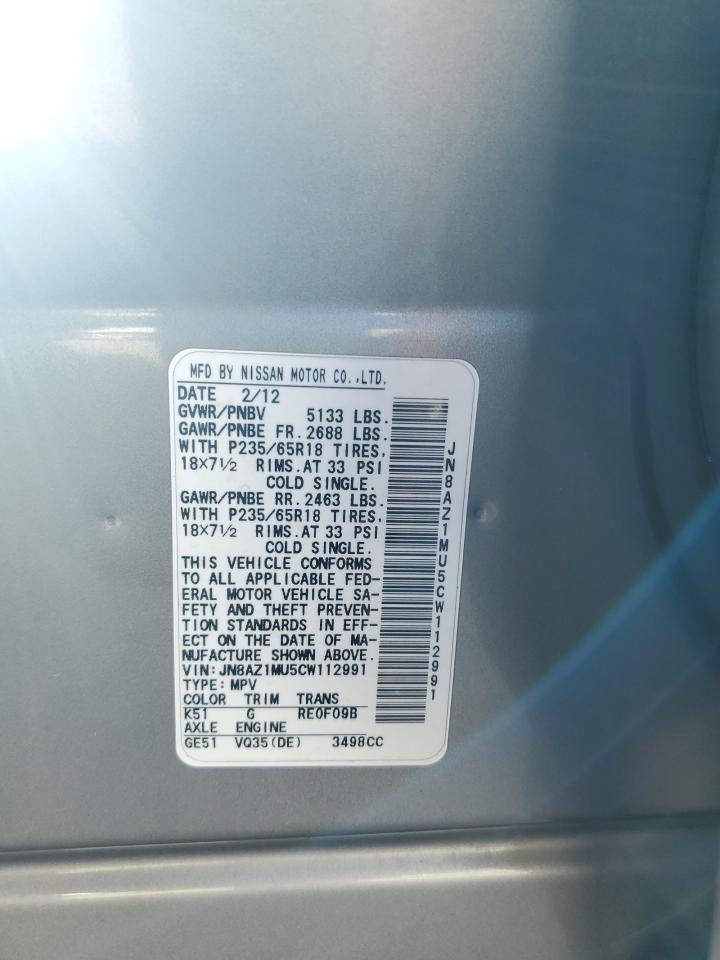 MFD BY NISSAN MOTOR CO.,LTD.
DATE 2/12
GVWR/PNBV 5133 LBS.
GAWR/PNBE FR.2688 LBS.
WITH P235/65R18 TIRES,
18×7½ RIMS.AT 33 PSI
COLD SINGLE.
GAWR/PNBE RR.2463 LBS.
WITH P235/65R18 TIRES,
18×7½ RIMS.AT 33 PSI
COLD SINGLE.
THIS VEHICLE CONFORMS
TO ALL APPLICABLE FED-
ERAL MOTOR VEHICLE SA-
FETY AND THEFT PREVEN-
TION STANDARDS IN EFF-
ECT ON THE DATE OF MA-
NUFACTURE SHOWN ABOVE.
VIN:JN8AZ1MU5CW112991
TYPE:MPV
COLOR TRIM TRANS
K51 G RE0F09B
AXLE ENGINE
GE51 VQ35(DE) 3498CC
JN8AZ1MU5CW112991